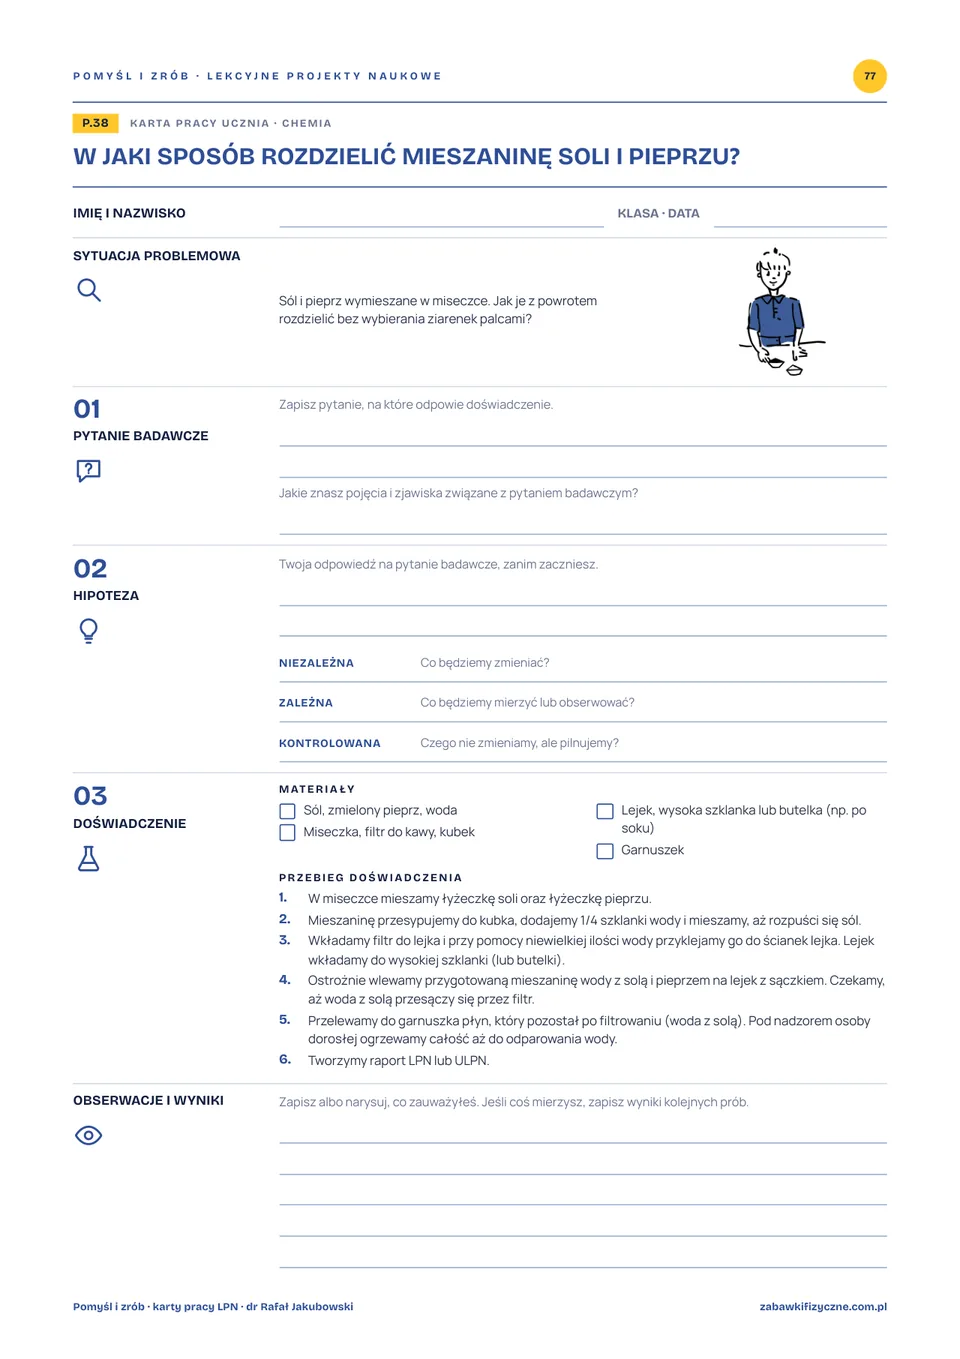 POMYŚL I ZRÓB · LEKCYJNE PROJEKTY NAUKOWE
77
P.38 KARTA PRACY UCZNIA · CHEMIA
W JAKI SPOSÓB ROZDZIELIĆ MIESZANINĘ SOLI I PIEPRZU?
IMIĘ I NAZWISKO
KLASA · DATA
SYTUACJA PROBLEMOWA
Sól i pieprz wymieszane w miseczce. Jak je z powrotem
rozdzielić bez wybierania ziarenek palcami?
01
PYTANIE BADAWCZE
Zapisz pytanie, na które odpowie doświadczenie.
Jakie znasz pojęcia i zjawiska związane z pytaniem badawczym?
02
HIPOTEZA
Twoja odpowiedź na pytanie badawcze, zanim zaczniesz.
NIEZALEŻNA Co będziemy zmieniać?
ZALEŻNA Co będziemy mierzyć lub obserwować?
KONTROLOWANA Czego nie zmieniamy, ale pilnujemy?
03
DOŚWIADCZENIE
MATERIAŁY
Sól, zmielony pieprz, woda
Miseczka, filtr do kawy, kubek
Lejek, wysoka szklanka lub butelka (np. po
soku)
Garnuszek
PRZEBIEG DOŚWIADCZENIA
1. W miseczce mieszamy łyżeczkę soli oraz łyżeczkę pieprzu.
2. Mieszaninę przesypujemy do kubka, dodajemy 1/4 szklanki wody i mieszamy, aż rozpuści się sól.
3. Wkładamy filtr do lejka i przy pomocy niewielkiej ilości wody przyklejamy go do ścianek lejka. Lejek
wkładamy do wysokiej szklanki (lub butelki).
4. Ostrożnie wlewamy przygotowaną mieszaninę wody z solą i pieprzem na lejek z sączkiem. Czekamy,
aż woda z solą przesączy się przez filtr.
5. Przelewamy do garnuszka płyn, który pozostał po filtrowaniu (woda z solą). Pod nadzorem osoby
dorosłej ogrzewamy całość aż do odparowania wody.
6. Tworzymy raport LPN lub ULPN.
OBSERWACJE I WYNIKI
Zapisz albo narysuj, co zauważyłeś. Jeśli coś mierzysz, zapisz wyniki kolejnych prób.
Pomyśl i zrób · karty pracy LPN · dr Rafał Jakubowski
zabawkifizyczne.com.pl